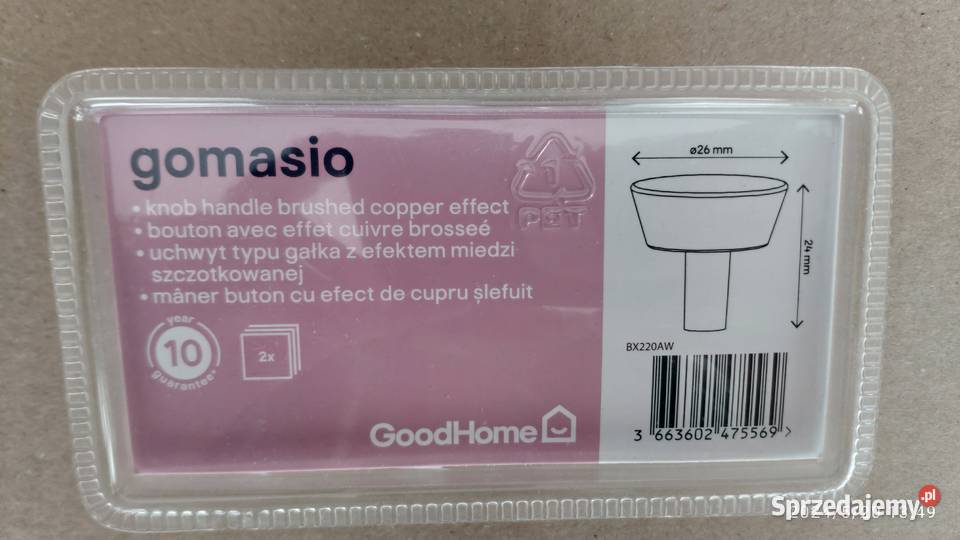 gomasio
• knob handle brushed copper effect
• bouton avec effet cuivre brosseé
• uchwyt typu gałka z efektem miedzi
szczotkowanej
• mâner buton cu efect de cupru șlefuit
year
10
guarantee+
2x
GoodHome
1
PET
ø26 mm
24 mm
BX220AW
3 663602 475569 >
Sprzedajemy.pl